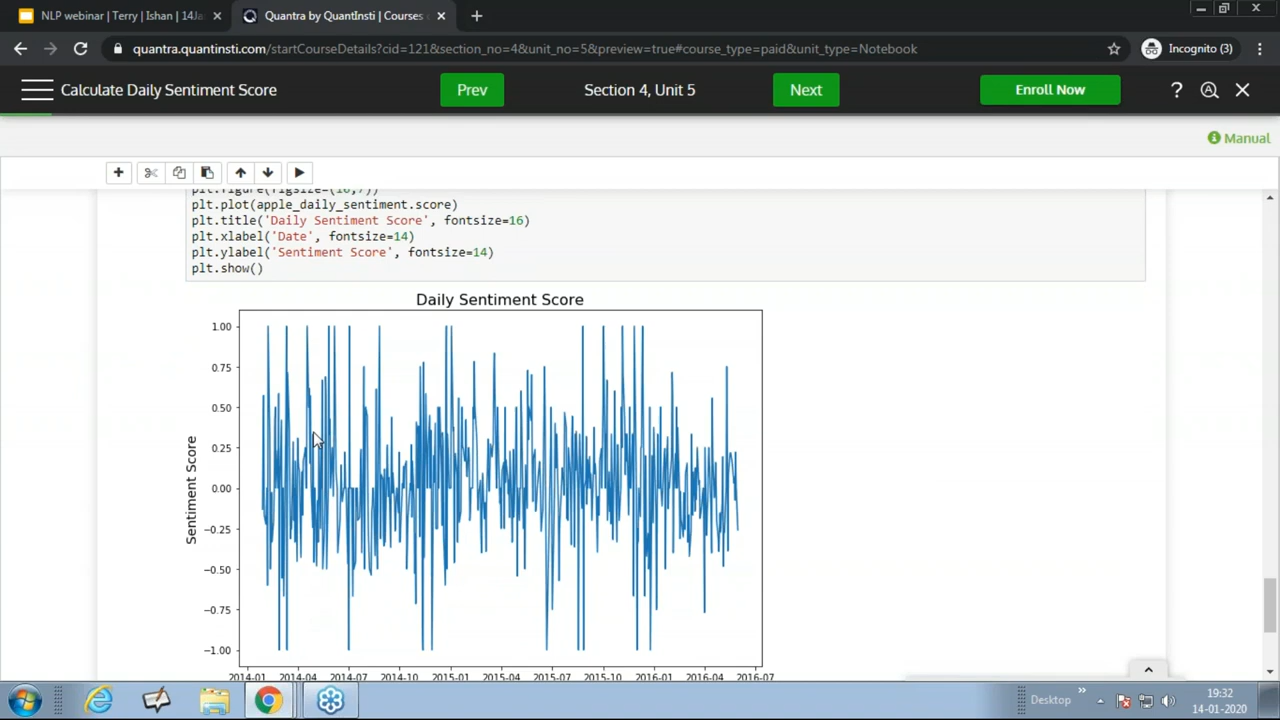 NLP webinar | Terry | Ishan | 14Ja
Quantra by QuantInsti | Courses
quantra.quantinsti.com/startCourseDetails?cid=121&section_no=4&unit_no=5&preview=true#course_type=paid&unit_type=Notebook
Incognito (3)
Calculate Daily Sentiment Score
Prev
Section 4, Unit 5
Next
Enroll Now
Manual
plt.figure(figsize=(10,7))
plt.plot(apple_daily_sentiment.score)
plt.title('Daily Sentiment Score', fontsize=16)
plt.xlabel('Date', fontsize=14)
plt.ylabel('Sentiment Score', fontsize=14)
plt.show()
Daily Sentiment Score
1.00
0.75
0.50
0.25
0.00
−0.25
−0.50
−0.75
−1.00
Sentiment Score
2014-01 2014-04 2014-07 2014-10 2015-01 2015-04 2015-07 2015-10 2016-01 2016-04 2016-07
Desktop
19:32
14-01-2020